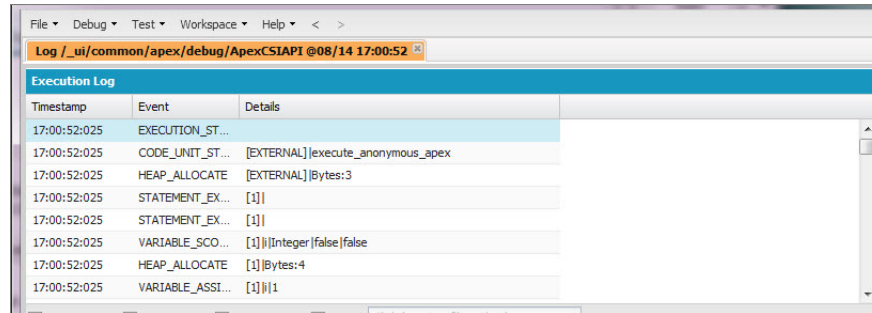 File Debug Test Workspace Help < >
Log /_ui/common/apex/debug/ApexCSIAPI @08/14 17:00:52
Execution Log
Timestamp Event Details
17:00:52:025 EXECUTION_ST...
17:00:52:025 CODE_UNIT_ST... [EXTERNAL]|execute_anonymous_apex
17:00:52:025 HEAP_ALLOCATE [EXTERNAL]|Bytes:3
17:00:52:025 STATEMENT_EX... [1]|
17:00:52:025 STATEMENT_EX... [1]|
17:00:52:025 VARIABLE_SCO... [1]|i|Integer|false|false
17:00:52:025 HEAP_ALLOCATE [1]|Bytes:4
17:00:52:025 VARIABLE_ASSI... [1]|i|1